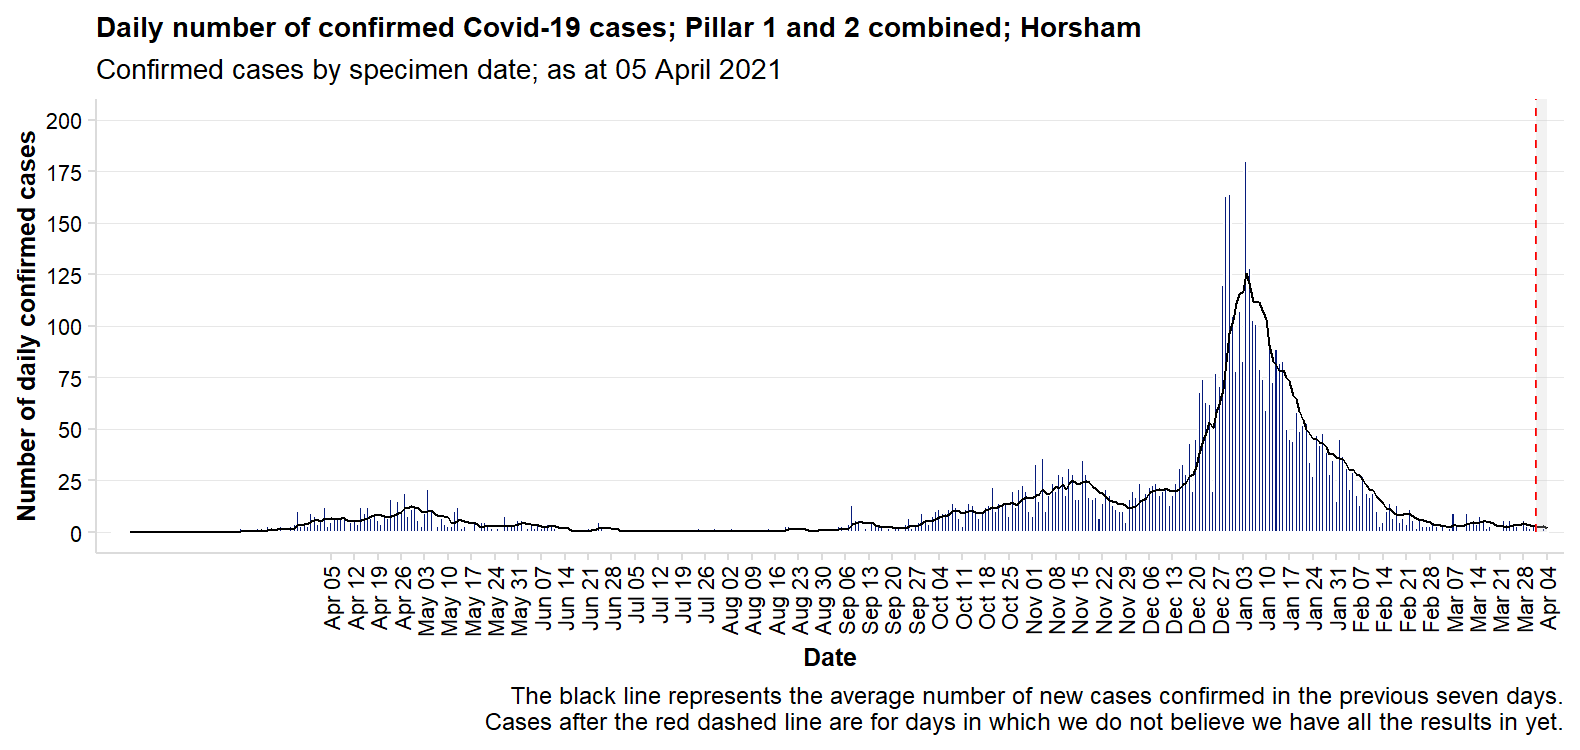 Daily number of confirmed Covid-19 cases; Pillar 1 and 2 combined; Horsham
Confirmed cases by specimen date; as at 05 April 2021
Number of daily confirmed cases
200
175
150
125
100
75
50
25
0
Apr 05
Apr 12
Apr 19
Apr 26
May 03
May 10
May 17
May 24
May 31
Jun 07
Jun 14
Jun 21
Jun 28
Jul 05
Jul 12
Jul 19
Jul 26
Aug 02
Aug 09
Aug 16
Aug 23
Aug 30
Sep 06
Sep 13
Sep 20
Sep 27
Oct 04
Oct 11
Oct 18
Oct 25
Nov 01
Nov 08
Nov 15
Nov 22
Nov 29
Dec 06
Dec 13
Dec 20
Dec 27
Jan 03
Jan 10
Jan 17
Jan 24
Jan 31
Feb 07
Feb 14
Feb 21
Feb 28
Mar 07
Mar 14
Mar 21
Mar 28
Apr 04
Date
The black line represents the average number of new cases confirmed in the previous seven days.
Cases after the red dashed line are for days in which we do not believe we have all the results in yet.